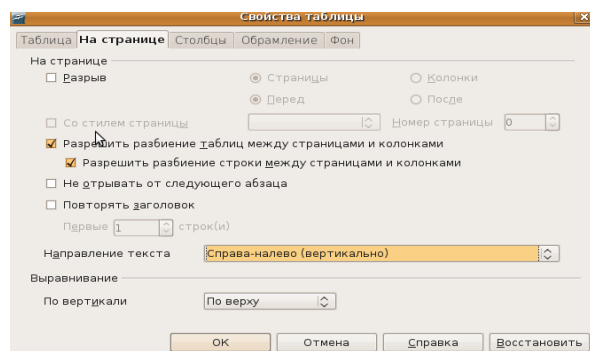 Свойства таблицы
Таблица На странице Столбцы Обрамление Фон
На странице
Разрыв Страницы Колонки
Перед После
Со стилем страницы Номер страницы 0
Разрешить разбиение таблиц между страницами и колонками
Разрешить разбиение строки между страницами и колонками
Не отрывать от следующего абзаца
Повторять заголовок
Первые 1 строк(и)
Направление текста Справа-налево (вертикально)
Выравнивание
По вертикали По верху
ОК Отмена Справка Восстановить